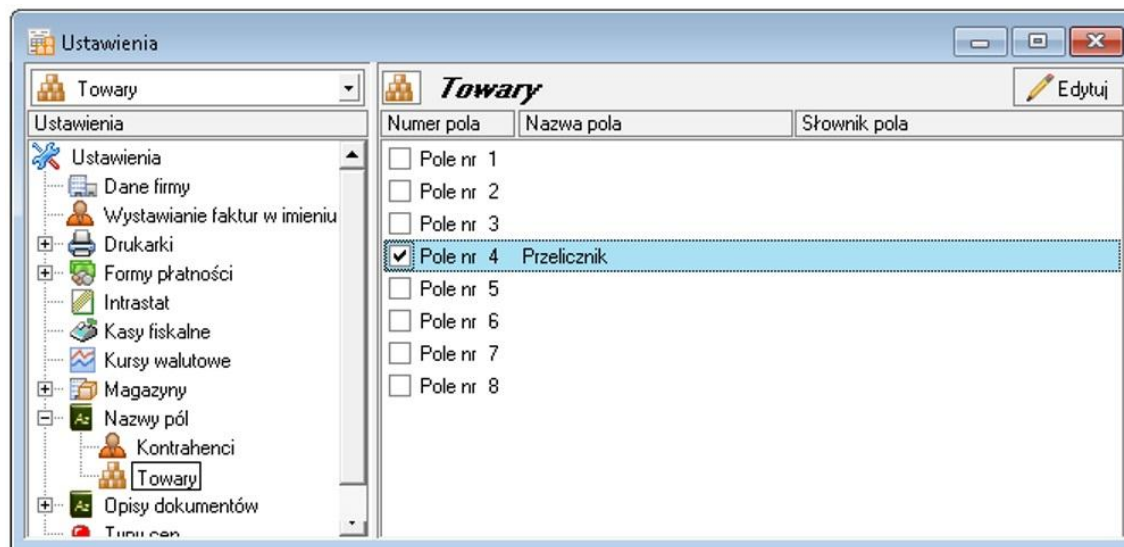 Ustawienia
Towary
Ustawienia
Ustawienia
Dane firmy
Wystawianie faktur w imieniu
Drukarki
Formy płatności
Intrastat
Kasy fiskalne
Kursy walutowe
Magazyny
Nazwy pól
Kontrahenci
Towary
Opisy dokumentów
Typy cen
Towary
Edytuj
Numer pola Nazwa pola Słownik pola
Pole nr 1
Pole nr 2
Pole nr 3
Pole nr 4 Przelicznik
Pole nr 5
Pole nr 6
Pole nr 7
Pole nr 8